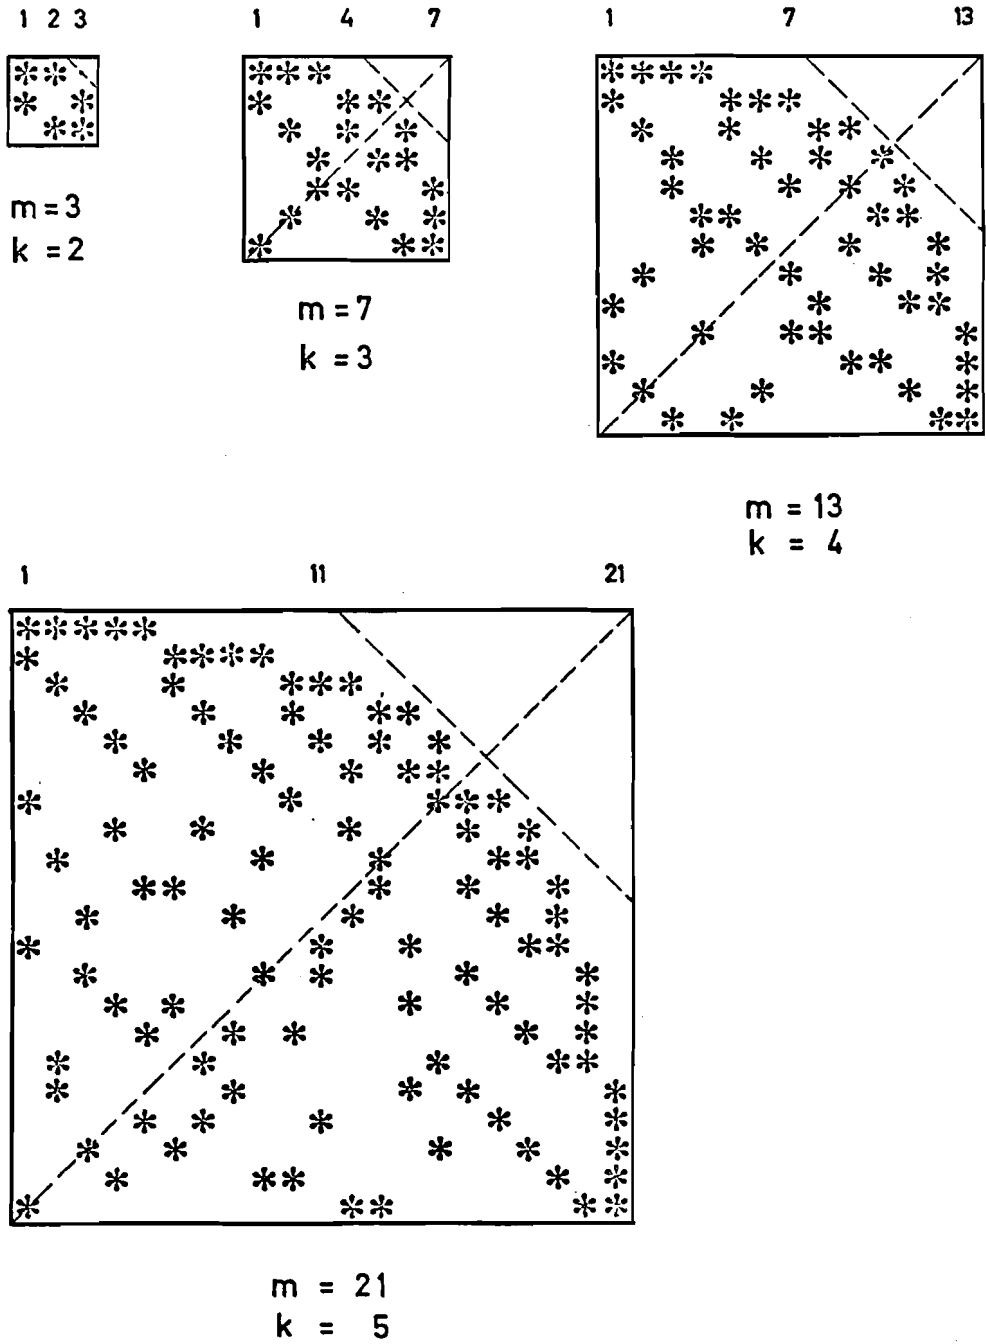 1 2 3
1 4 7
1 7 13
m = 3
k = 2
m = 7
k = 3
m = 13
k = 4
1 11 21
m = 21
k = 5